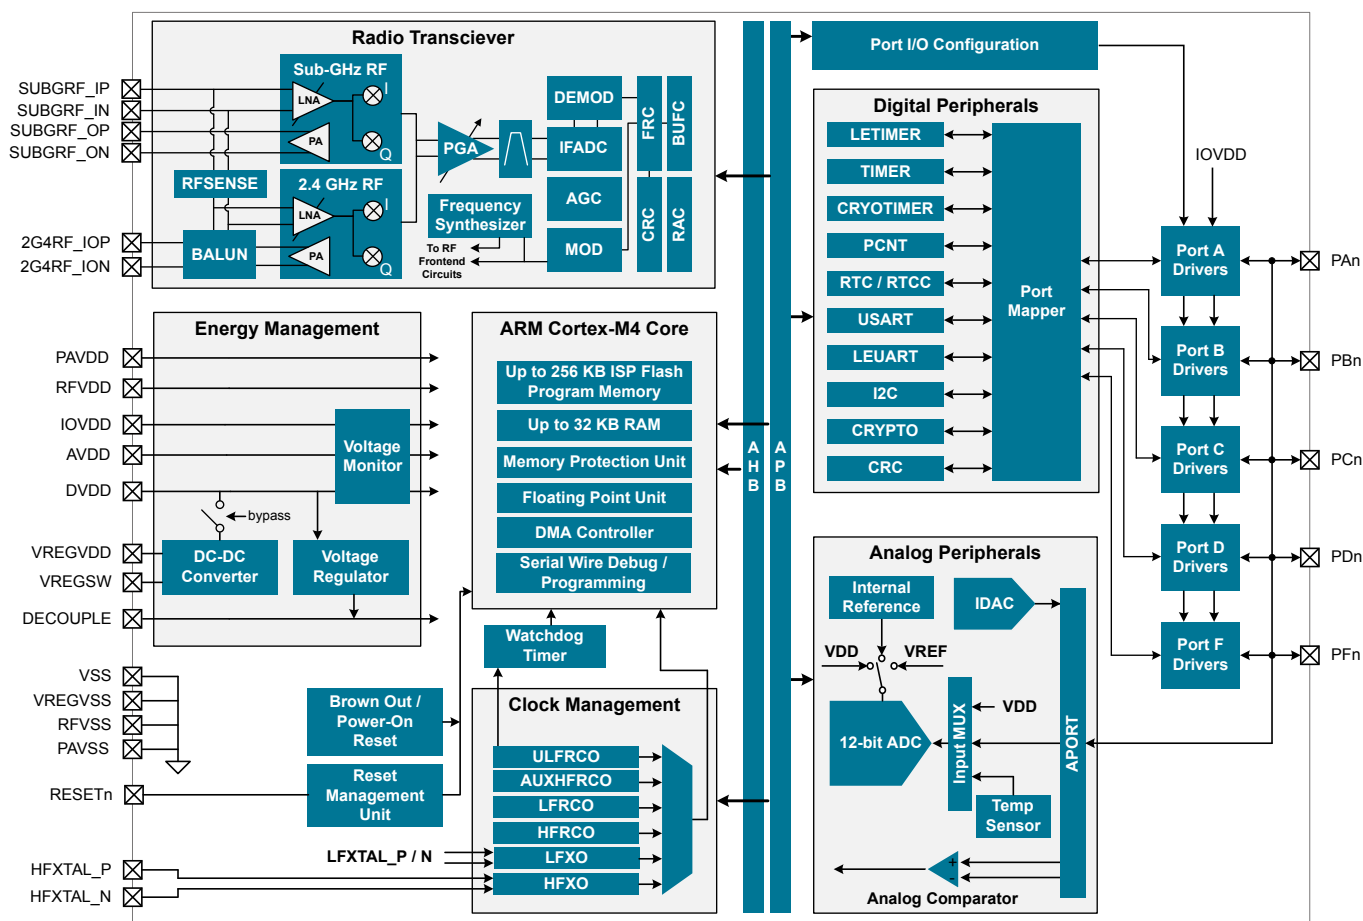 Radio Transciever
SUBGRF_IP
SUBGRF_IN
SUBGRF_OP
SUBGRF_ON
2G4RF_IOP
2G4RF_ION
Sub-GHz RF
LNA
I
PA
Q
RFSENSE
2.4 GHz RF
LNA
I
PA
Q
BALUN
PGA
Frequency
Synthesizer
To RF
Frontend
Circuits
DEMOD
IFADC
AGC
MOD
FRC
BUFC
CRC
RAC
Energy Management
PAVDD
RFVDD
IOVDD
AVDD
DVDD
VREGVDD
VREGSW
DECOUPLE
Voltage
Monitor
bypass
DC-DC
Converter
Voltage
Regulator
VSS
VREGVSS
RFVSS
PAVSS
RESETn
HFXTAL_P
HFXTAL_N
Brown Out /
Power-On
Reset
Reset
Management
Unit
ARM Cortex-M4 Core
Up to 256 KB ISP Flash
Program Memory
Up to 32 KB RAM
Memory Protection Unit
Floating Point Unit
DMA Controller
Serial Wire Debug /
Programming
Watchdog
Timer
Clock Management
ULFRCO
AUXHFRCO
LFRCO
HFRCO
LFXO
HFXO
LFXTAL_P / N
AHB
APB
Port I/O Configuration
Digital Peripherals
LETIMER
TIMER
CRYOTIMER
PCNT
RTC / RTCC
USART
LEUART
I2C
CRYPTO
CRC
Port
Mapper
Analog Peripherals
Internal
Reference
IDAC
VDD
VREF
12-bit ADC
Input MUX
VDD
Temp
Sensor
APORT
+
-
Analog Comparator
IOVDD
Port A
Drivers
Port B
Drivers
Port C
Drivers
Port D
Drivers
Port F
Drivers
PAn
PBn
PCn
PDn
PFn